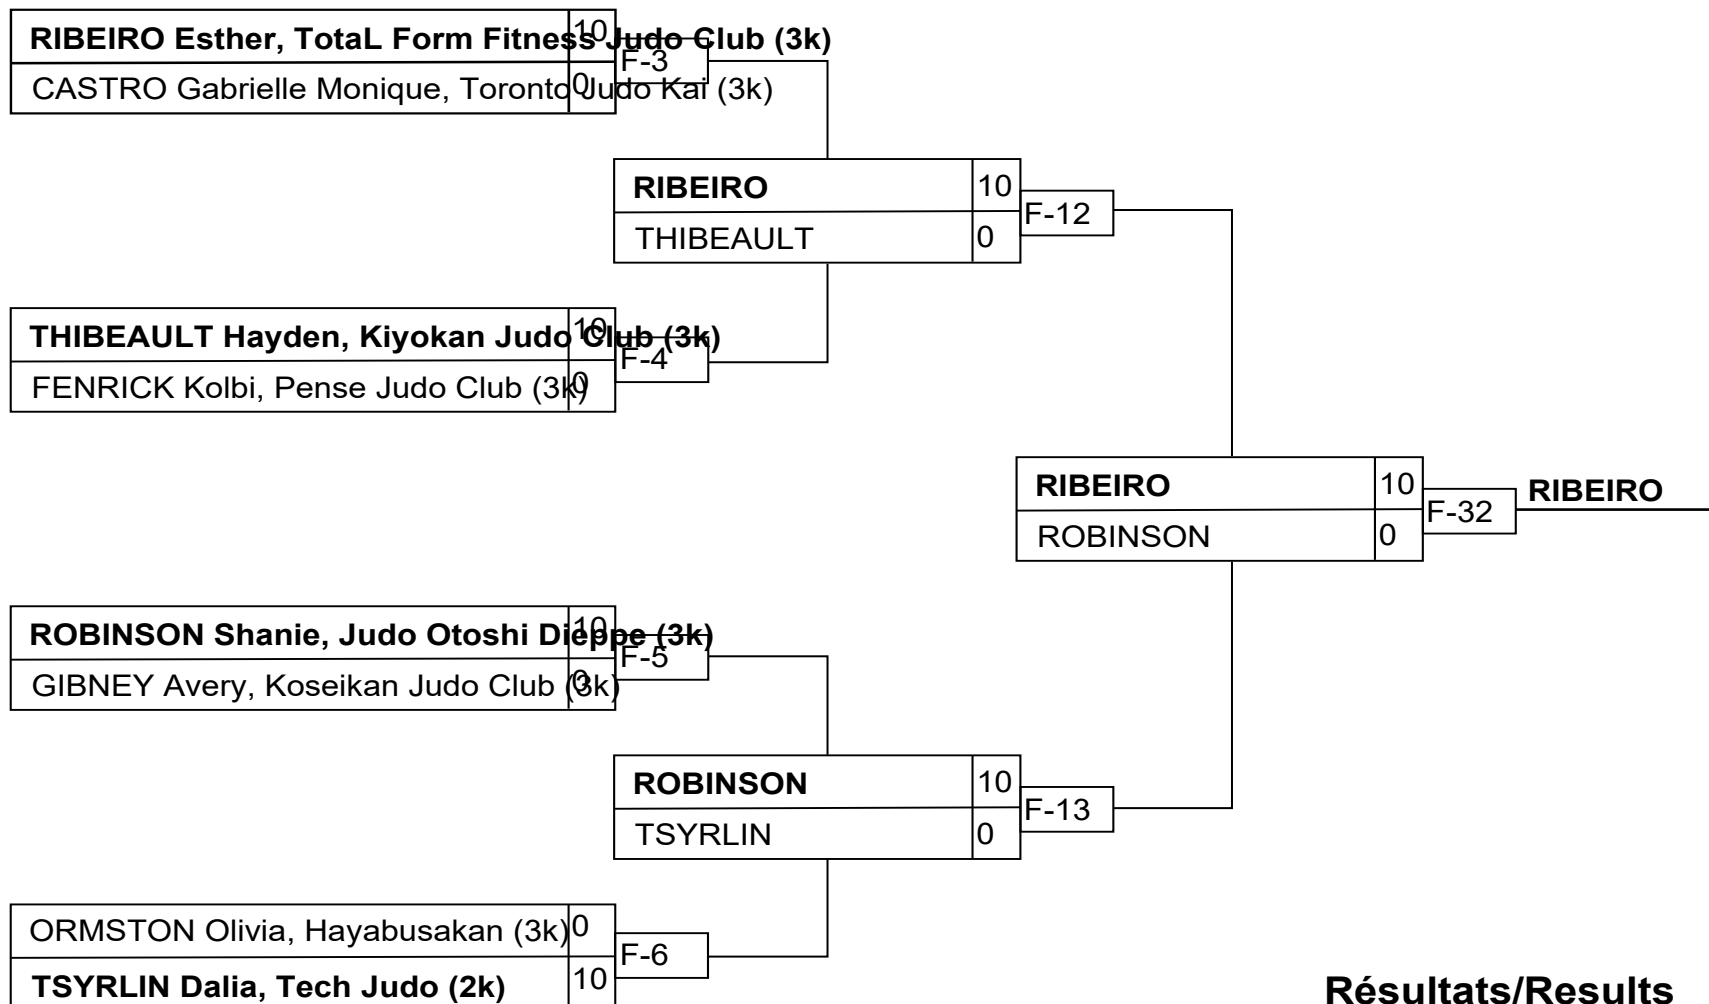 RIBEIRO Esther, TotaL Form Fitness Judo Club (3k) 10
F-3
CASTRO Gabrielle Monique, Toronto Judo Kai (3k) 0
RIBEIRO 10
F-12
THIBEAULT 0
THIBEAULT Hayden, Kiyokan Judo Club (3k) 10
F-4
FENRICK Kolbi, Pense Judo Club (3k) 0
RIBEIRO 10
F-32 RIBEIRO
ROBINSON 0
ROBINSON Shanie, Judo Otoshi Dieppe (3k) 10
F-5
GIBNEY Avery, Koseikan Judo Club (3k) 0
ROBINSON 10
F-13
TSYRLIN 0
ORMSTON Olivia, Hayabusakan (3k) 0
F-6
TSYRLIN Dalia, Tech Judo (2k) 10
Résultats/Results